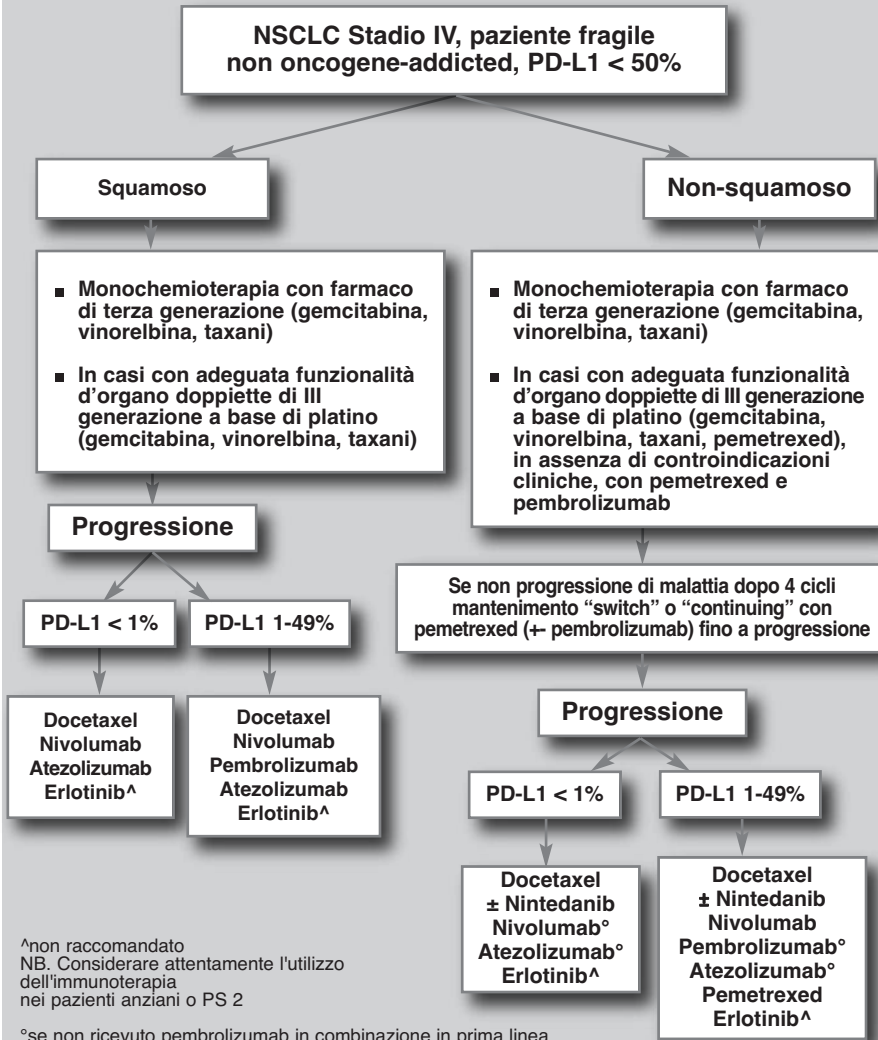 NSCLC Stadio IV, paziente fragile
non oncogene-addicted, PD-L1 < 50%
Squamoso
■ Monochemioterapia con farmaco
di terza generazione (gemcitabina,
vinorelbina, taxani)
■ In casi con adeguata funzionalità
d'organo doppiette di III
generazione a base di platino
(gemcitabina, vinorelbina, taxani)
Progressione
PD-L1 < 1%
Docetaxel
Nivolumab
Atezolizumab
Erlotinib^
PD-L1 1-49%
Docetaxel
Nivolumab
Pembrolizumab
Atezolizumab
Erlotinib^
Non-squamoso
■ Monochemioterapia con farmaco
di terza generazione (gemcitabina,
vinorelbina, taxani)
■ In casi con adeguata funzionalità
d'organo doppiette di III generazione
a base di platino (gemcitabina,
vinorelbina, taxani, pemetrexed),
in assenza di controindicazioni
cliniche, con pemetrexed e
pembrolizumab
Se non progressione di malattia dopo 4 cicli
mantenimento “switch” o “continuing” con
pemetrexed (+- pembrolizumab) fino a progressione
Progressione
PD-L1 < 1%
Docetaxel
± Nintedanib
Nivolumab°
Atezolizumab°
Erlotinib^
PD-L1 1-49%
Docetaxel
± Nintedanib
Nivolumab
Pembrolizumab°
Atezolizumab°
Pemetrexed
Erlotinib^
^non raccomandato
NB. Considerare attentamente l'utilizzo
dell'immunoterapia
nei pazienti anziani o PS 2
°se non ricevuto pembrolizumab in combinazione in prima linea